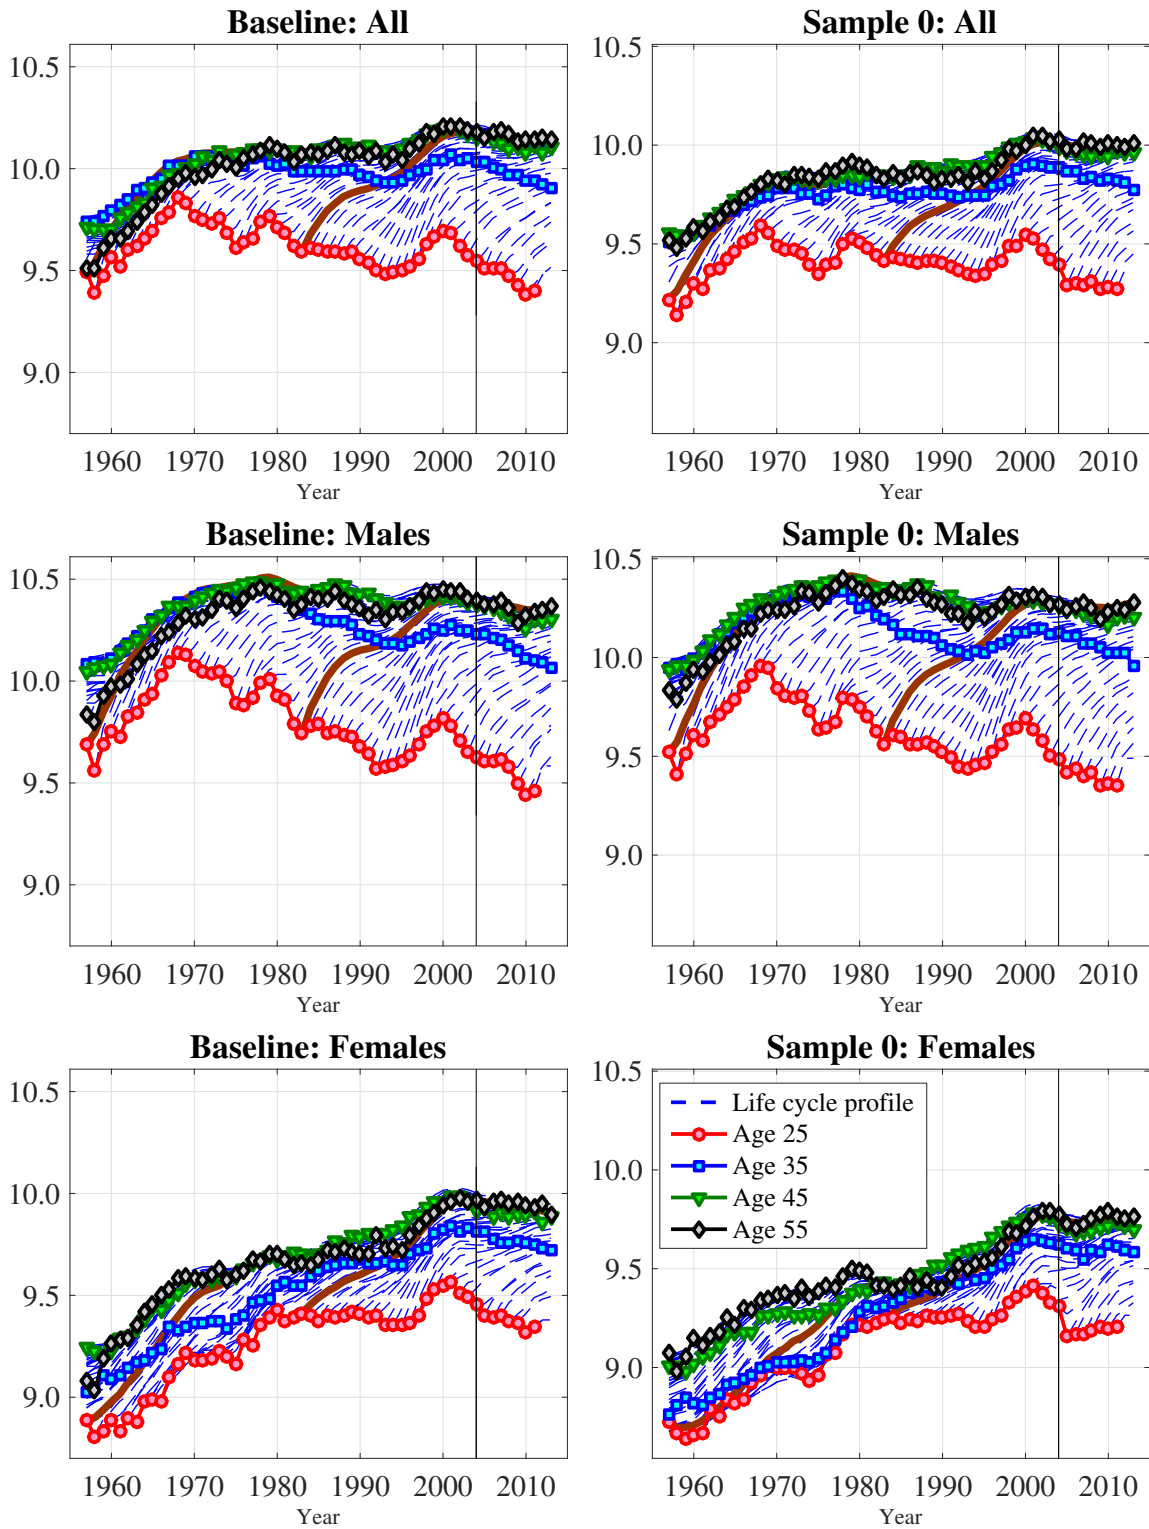 Baseline: All
10.5
10.0
9.5
9.0
1960 1970 1980 1990 2000 2010
Year
Sample 0: All
10.5
10.0
9.5
9.0
1960 1970 1980 1990 2000 2010
Year
Baseline: Males
10.5
10.0
9.5
9.0
1960 1970 1980 1990 2000 2010
Year
Sample 0: Males
10.5
10.0
9.5
9.0
1960 1970 1980 1990 2000 2010
Year
Baseline: Females
10.5
10.0
9.5
9.0
1960 1970 1980 1990 2000 2010
Year
Sample 0: Females
10.5
10.0
9.5
9.0
Life cycle profile
Age 25
Age 35
Age 45
Age 55
1960 1970 1980 1990 2000 2010
Year